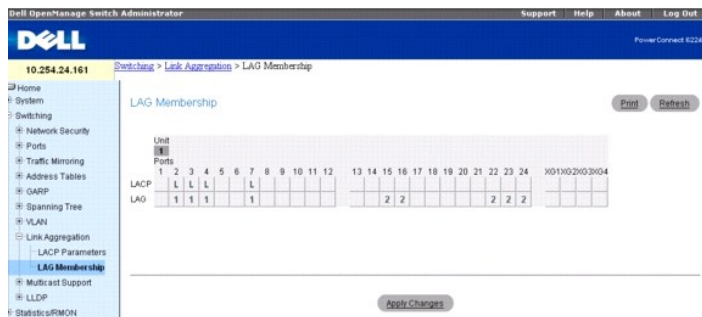 Dell OpenManage Switch Administrator
Support Help About Log Out
DELL
PowerConnect 6224
10.254.24.161
Switching > Link Aggregation > LAG Membership
Home
System
Switching
Network Security
Ports
Traffic Mirroring
Address Tables
GARP
Spanning Tree
VLAN
Link Aggregation
LACP Parameters
LAG Membership
Multicast Support
LLDP
Statistics/RMON
LAG Membership
Print Refresh
Unit
1
Ports
1 2 3 4 5 6 7 8 9 10 11 12 13 14 15 16 17 18 19 20 21 22 23 24 XG1 XG2 XG3 XG4
LACP L L L L
LAG 1 1 1 1 2 2 2 2 2
Apply Changes